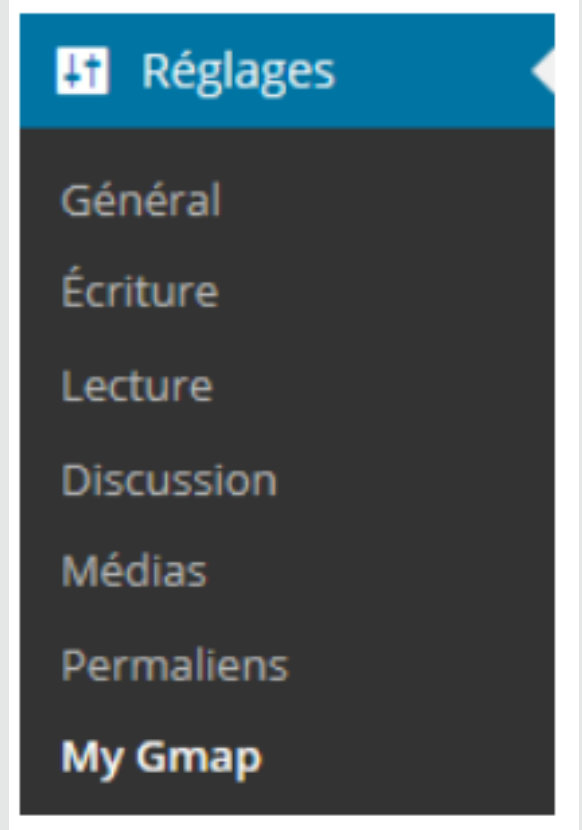 Réglages
Général
Écriture
Lecture
Discussion
Médias
Permaliens
My Gmap